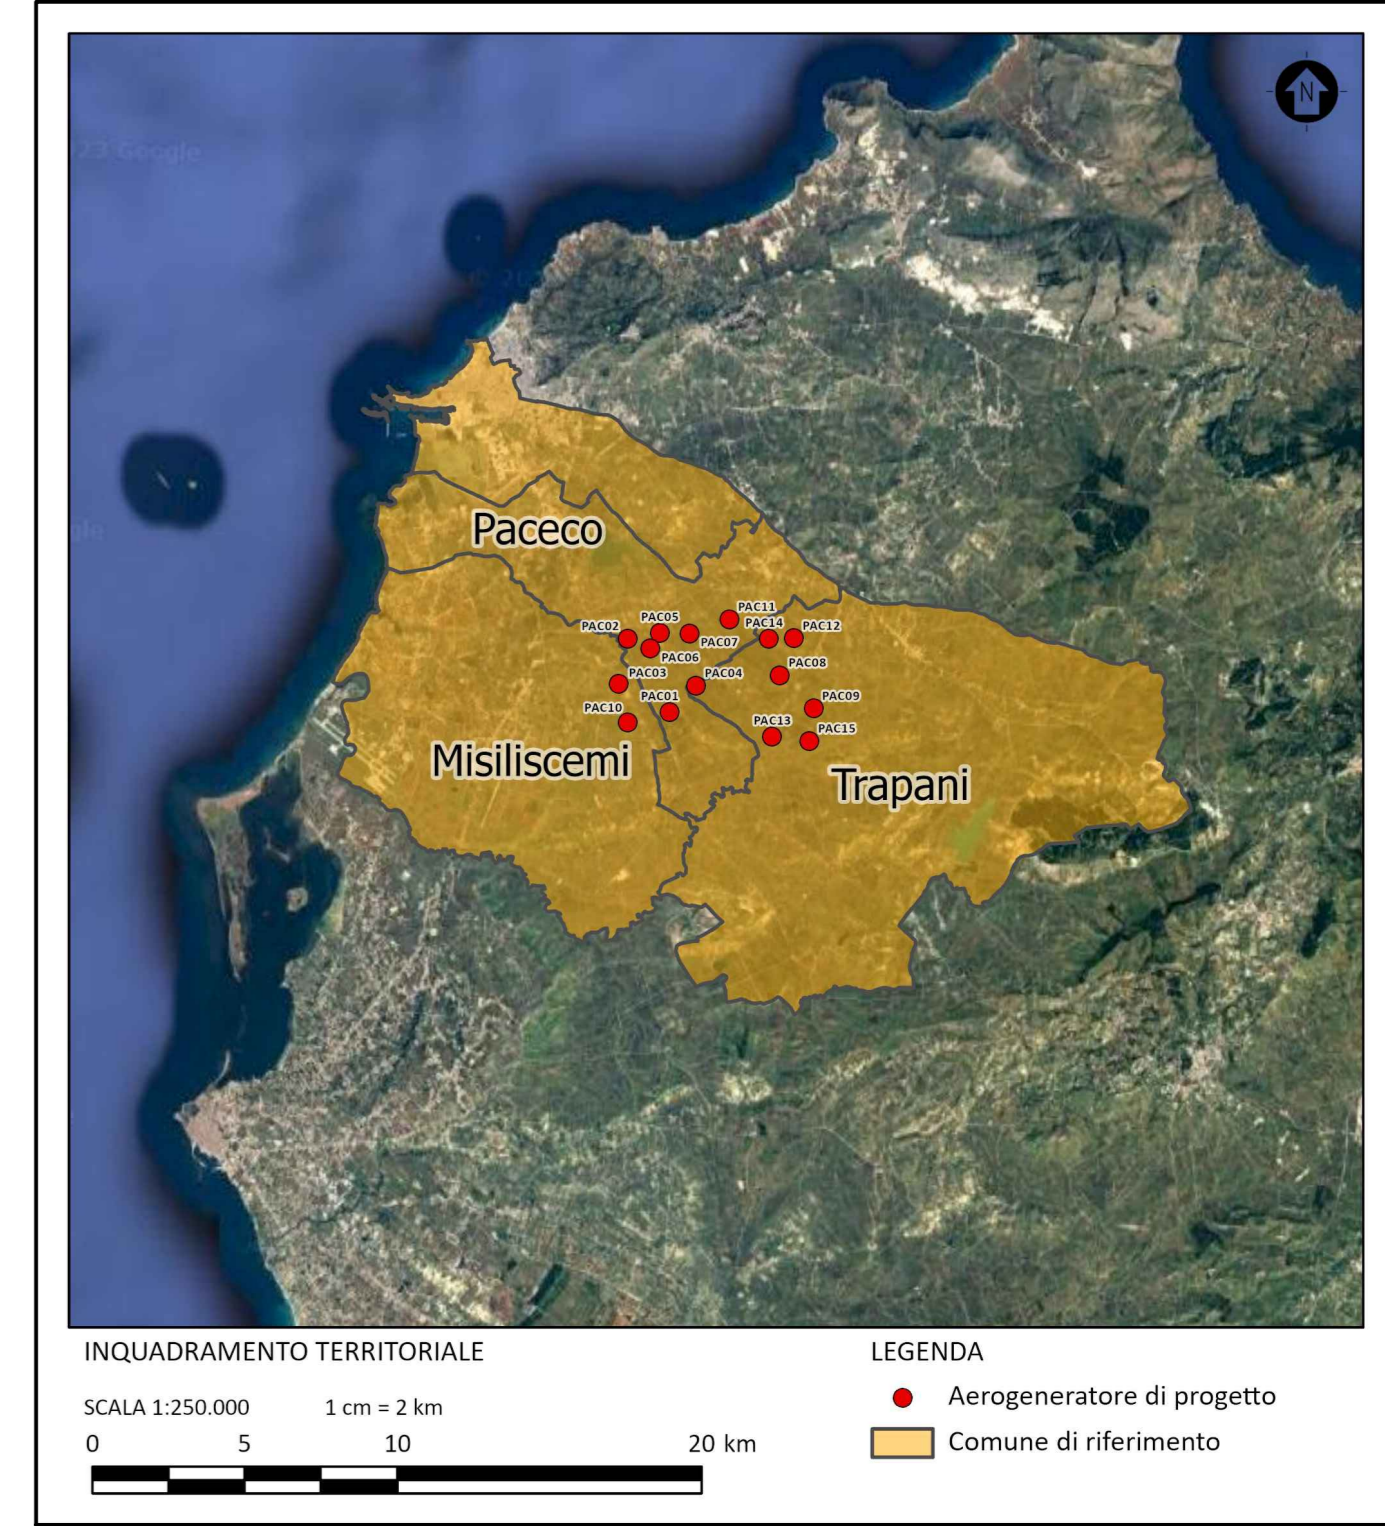 23 Google
N
Paceco
PAC11
PAC05
PAC02
PAC14
PAC12
PAC07
PAC06
PAC08
PAC03
PAC04
PAC01
PAC09
PAC10
PAC13
PAC15
Misiliscemi
Trapani
INQUADRAMENTO TERRITORIALE
LEGENDA
SCALA 1:250.000 1 cm = 2 km
Aerogeneratore di progetto
0 5 10 20 km
Comune di riferimento